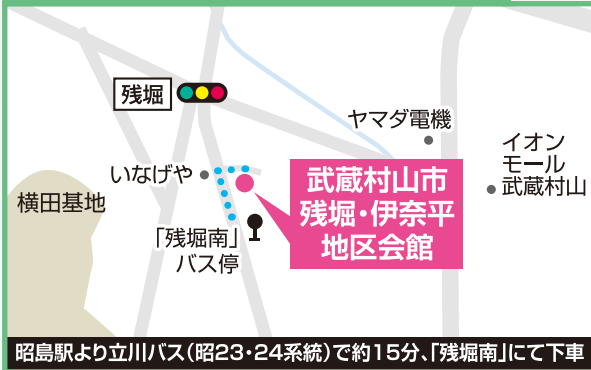 残堀
ヤマダ電機
イオン
モール
武蔵村山
いなげや
横田基地
武蔵村山市
残堀・伊奈平
地区会館
「残堀南」
バス停
昭島駅より立川バス（昭23・24系統）で約15分、「残堀南」にて下車